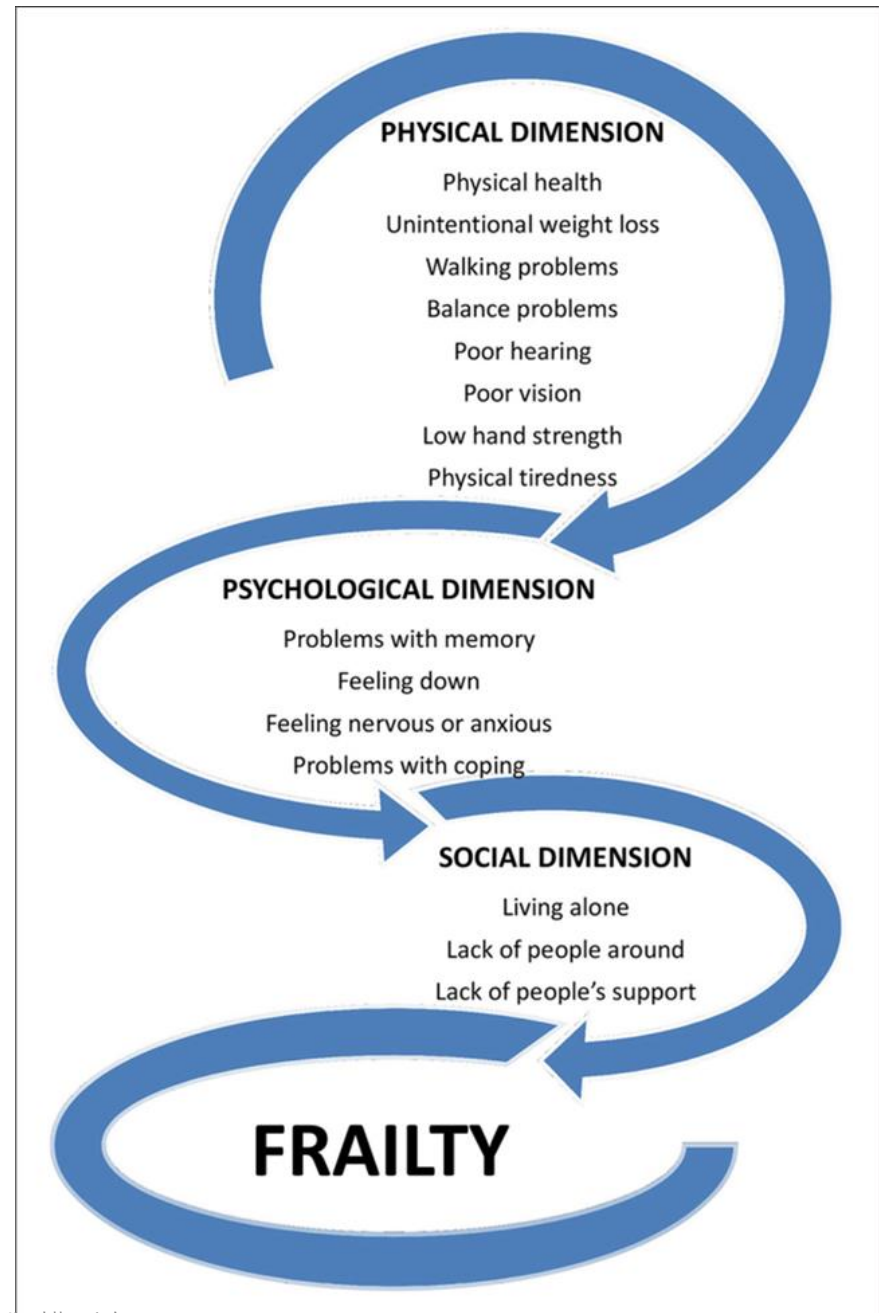 PHYSICAL DIMENSION
Physical health
Unintentional weight loss
Walking problems
Balance problems
Poor hearing
Poor vision
Low hand strength
Physical tiredness
PSYCHOLOGICAL DIMENSION
Problems with memory
Feeling down
Feeling nervous or anxious
Problems with coping
SOCIAL DIMENSION
Living alone
Lack of people around
Lack of people’s support
FRAILTY